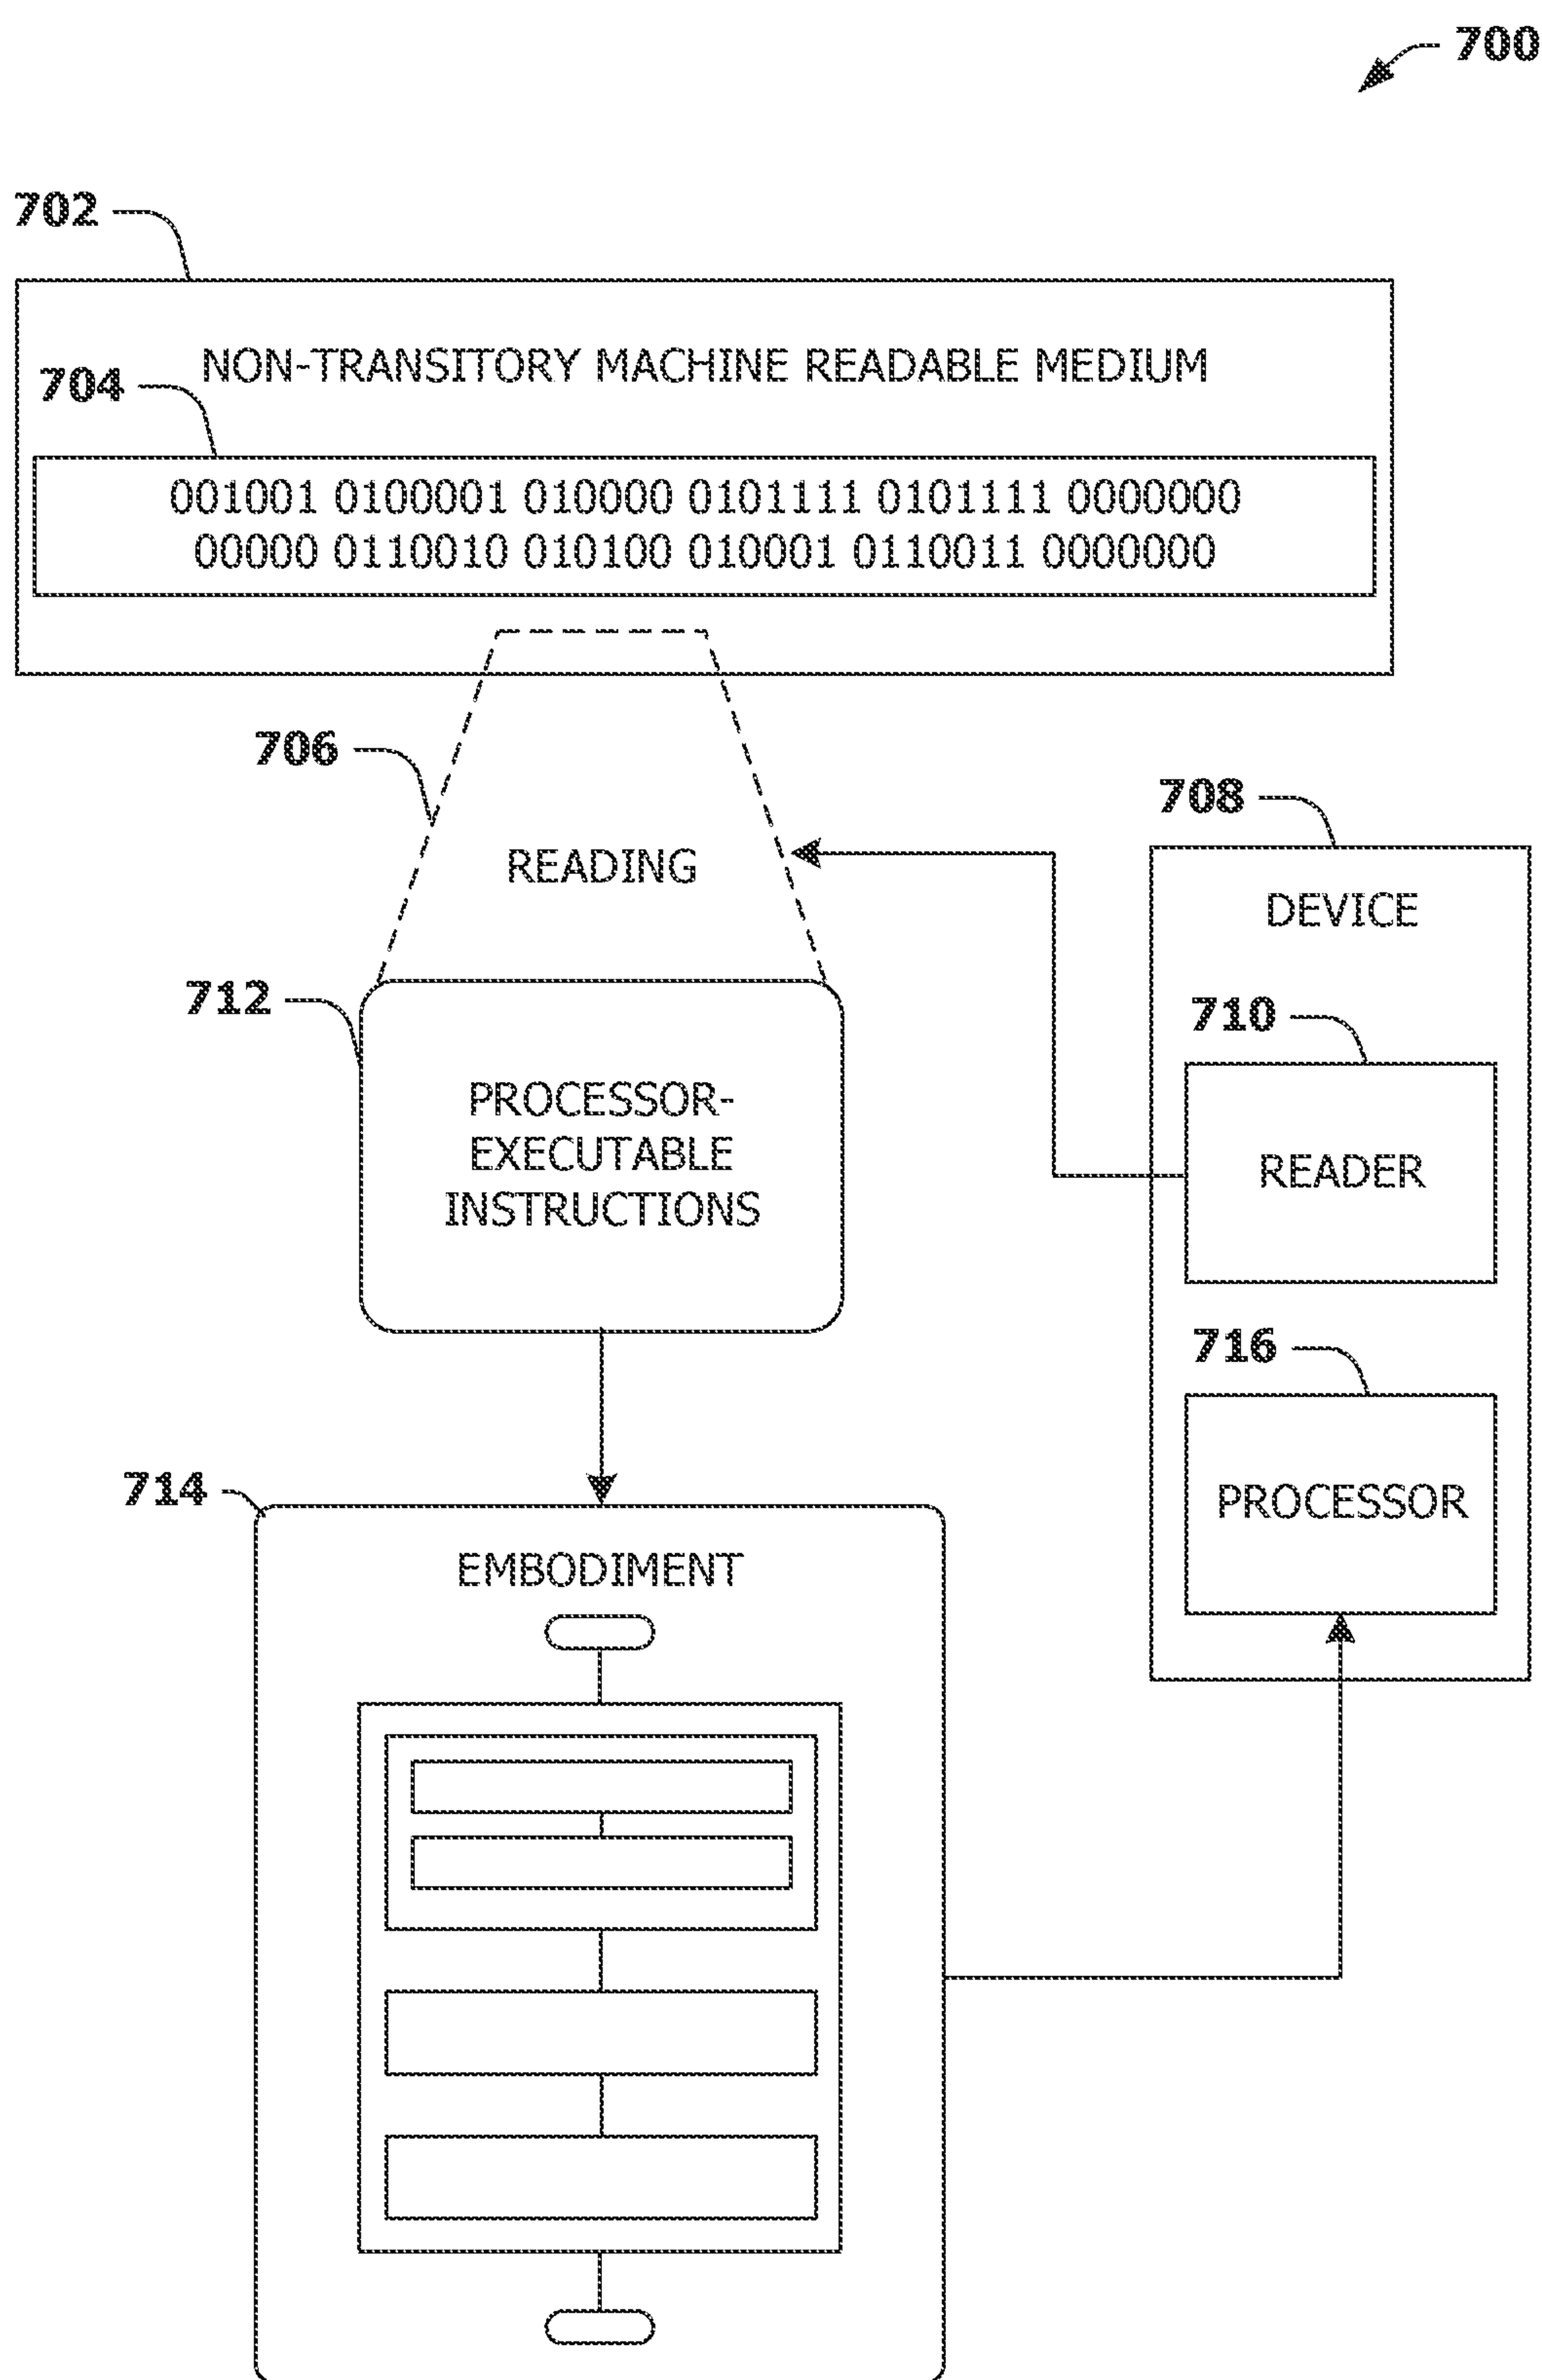 700
702
NON-TRANSITORY MACHINE READABLE MEDIUM
704
001001 0100001 010000 0101111 0101111 0000000
00000 0110010 010100 010001 0110011 0000000
706
READING
708
DEVICE
710
READER
712
PROCESSOR-
EXECUTABLE
INSTRUCTIONS
716
PROCESSOR
714
EMBODIMENT